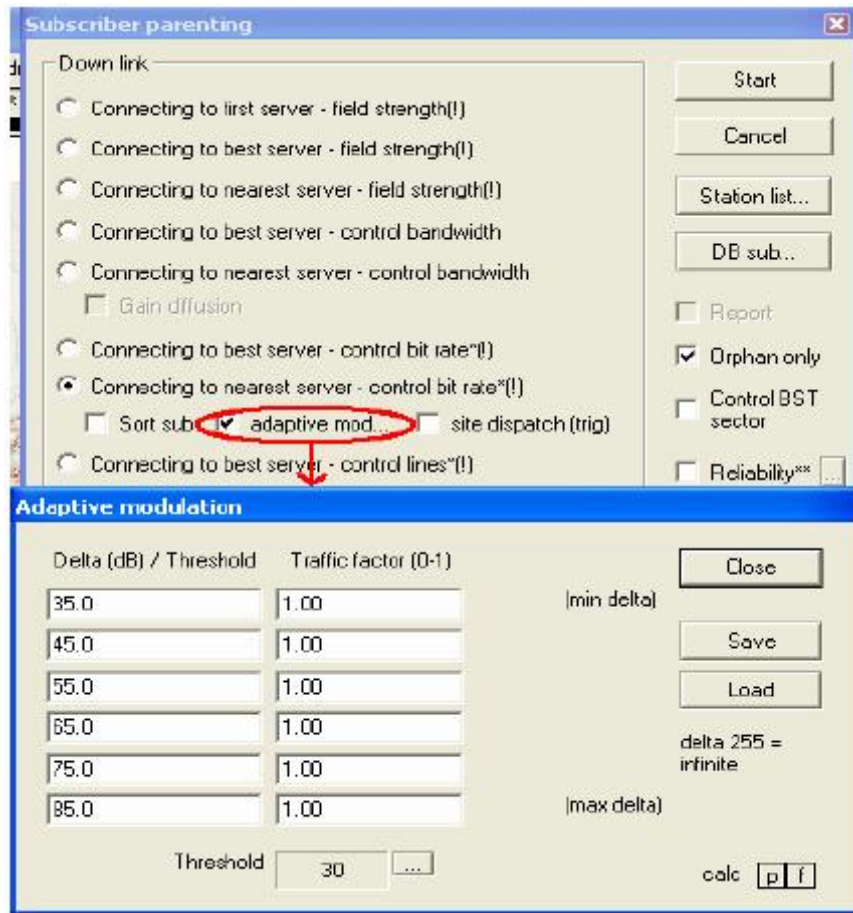 Subscriber parenting
Down link
Connecting to first server - field strength(!)
Connecting to best server - field strength(!)
Connecting to nearest server - field strength(!)
Connecting to best server - control bandwidth
Connecting to nearest server - control bandwidth
Gain dffusion
Connecting to best server - control bit rate*(!)
Connecting to nearest server - control bit rate*(!)
Sort sub adaptive mod... site dispatch (trig)
Connecting to best server - control lines*(!)
Start
Cancel
Station list...
DB sub...
Report
Orphan only
Control BST
sector
Reliability** ...
Adaptive modulation
Delta (dB) / Threshold Traffic factor (0-1)
35.0 1.00 (min delta)
45.0 1.00
55.0 1.00
65.0 1.00
75.0 1.00
85.0 1.00 (max delta)
Threshold 30 ...
Close
Save
Load
delta 255 =
infinite
calc p f